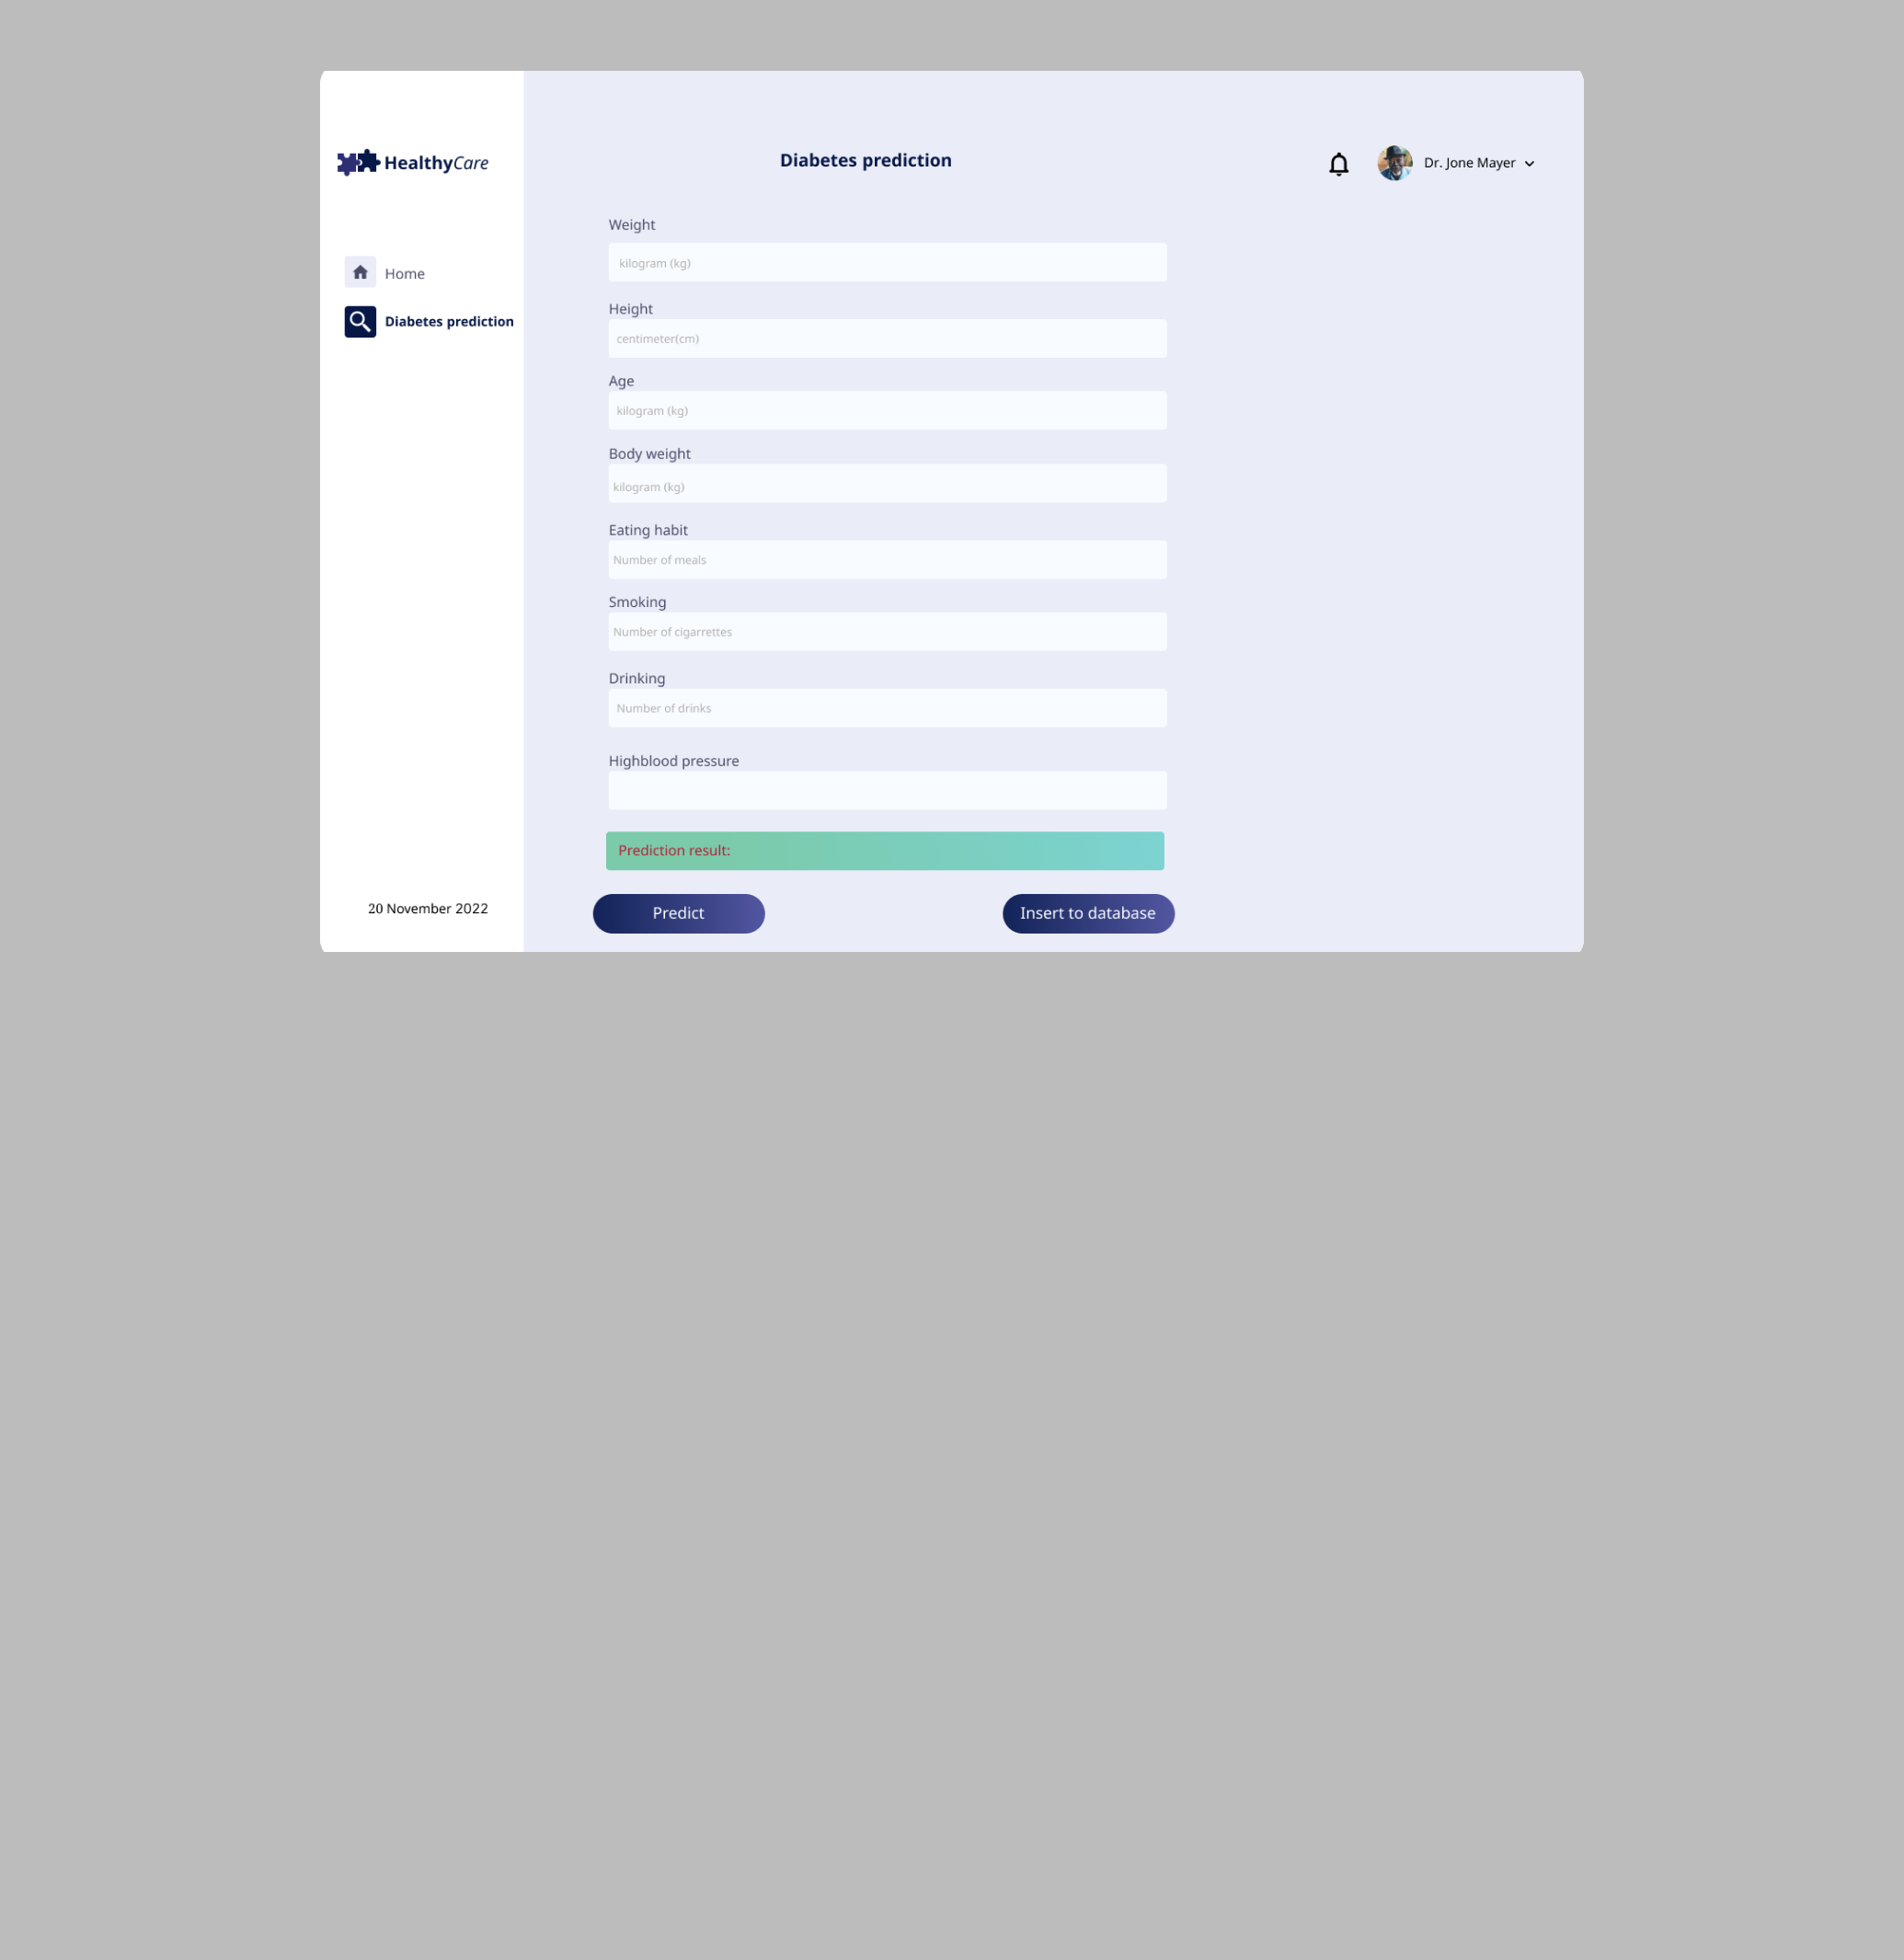 HealthyCare
Home
Diabetes prediction
20 November 2022
Diabetes prediction
Dr. Jone Mayer
Weight
kilogram (kg)
Height
centimeter(cm)
Age
kilogram (kg)
Body weight
kilogram (kg)
Eating habit
Number of meals
Smoking
Number of cigarrettes
Drinking
Number of drinks
Highblood pressure
Prediction result:
Predict
Insert to database